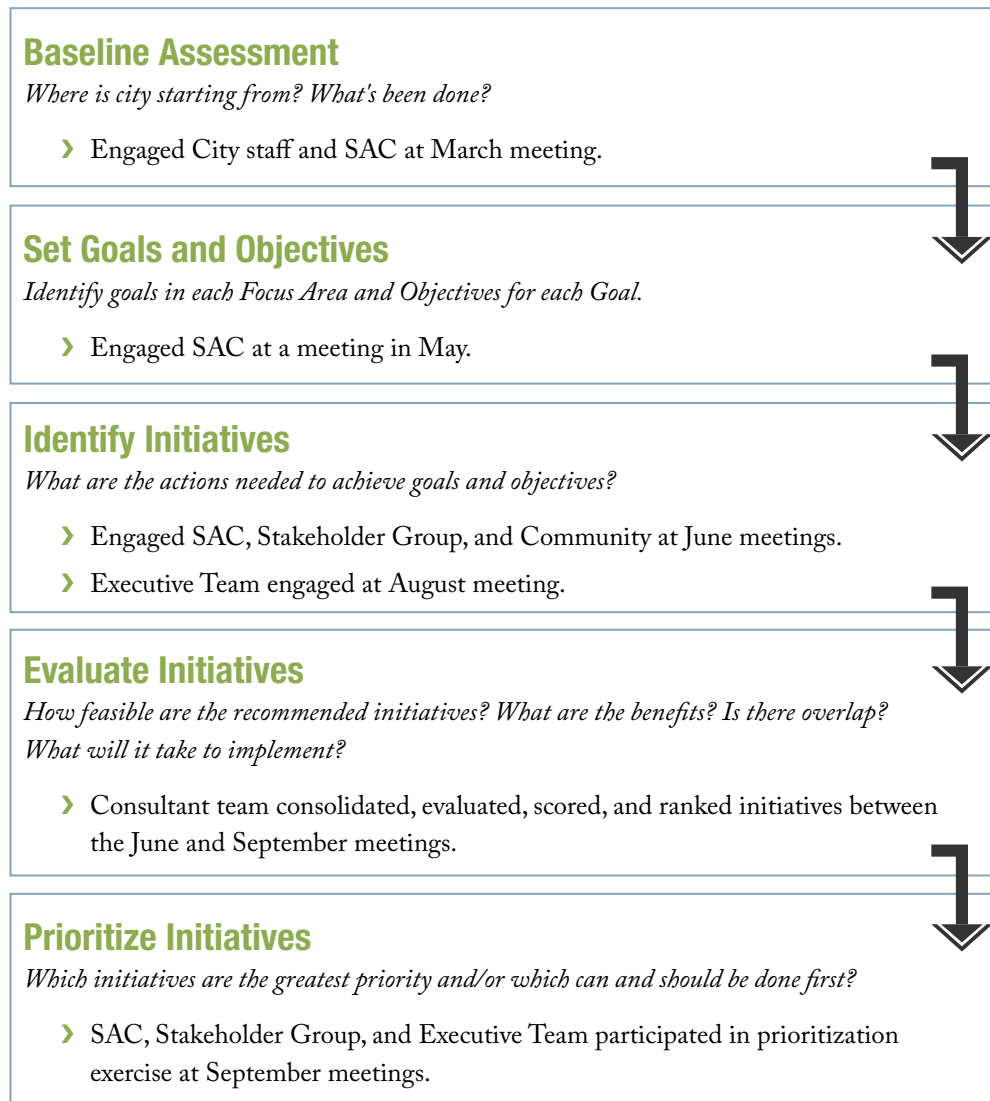 Baseline Assessment
Where is city starting from? What's been done?
› Engaged City staff and SAC at March meeting.
Set Goals and Objectives
Identify goals in each Focus Area and Objectives for each Goal.
› Engaged SAC at a meeting in May.
Identify Initiatives
What are the actions needed to achieve goals and objectives?
› Engaged SAC, Stakeholder Group, and Community at June meetings.
› Executive Team engaged at August meeting.
Evaluate Initiatives
How feasible are the recommended initiatives? What are the benefits? Is there overlap?
What will it take to implement?
› Consultant team consolidated, evaluated, scored, and ranked initiatives between
the June and September meetings.
Prioritize Initiatives
Which initiatives are the greatest priority and/or which can and should be done first?
› SAC, Stakeholder Group, and Executive Team participated in prioritization
exercise at September meetings.